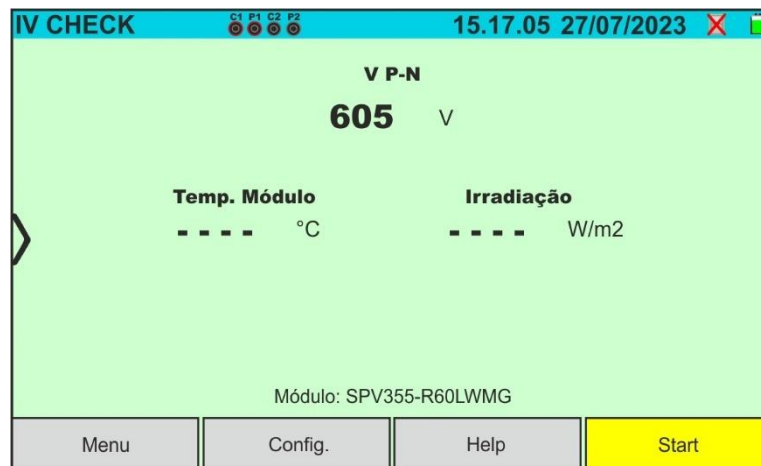 IV CHECK C1 P1 C2 P2 15.17.05 27/07/2023
V P-N
605 V
Temp. Módulo Irradiação
- - - - °C - - - - W/m2
Módulo: SPV355-R60LWMG
Menu Config. Help Start